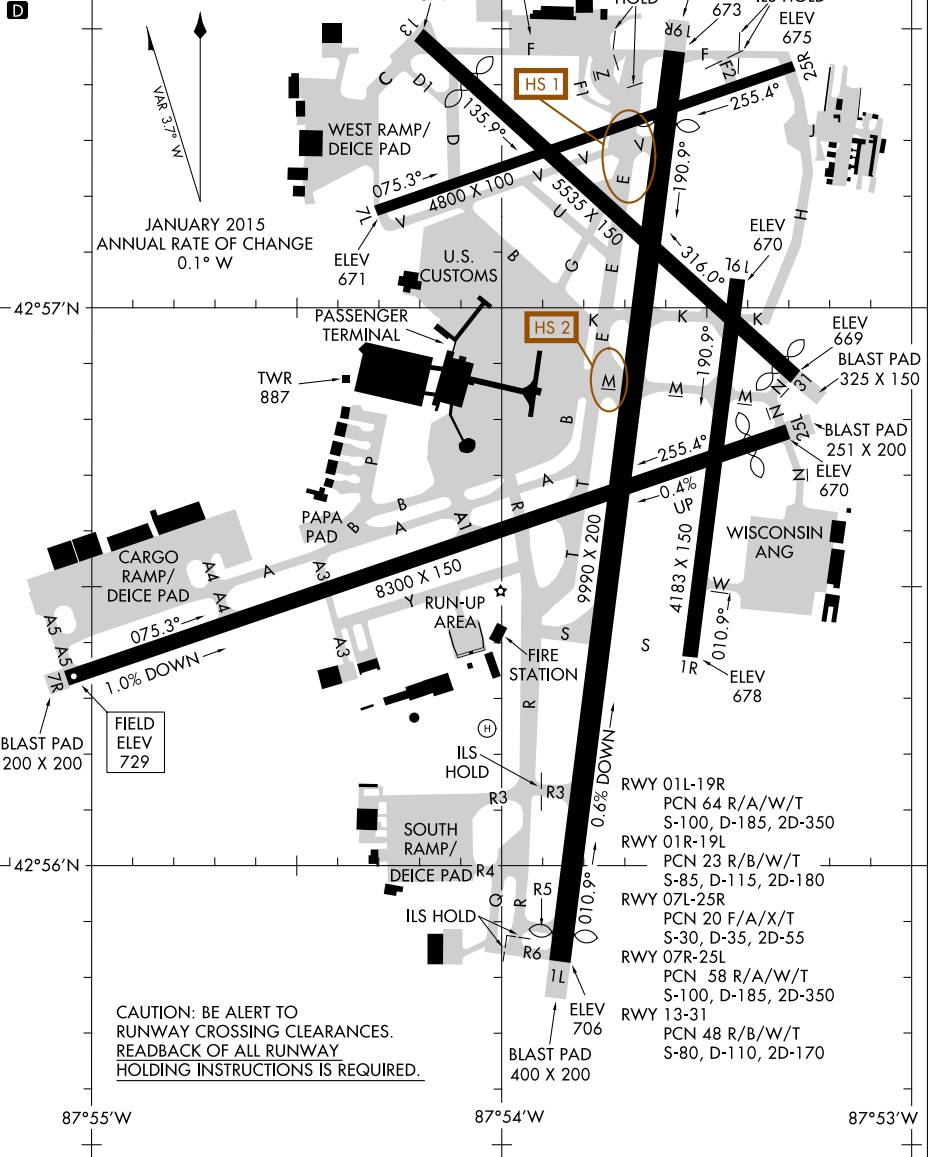 D
HOLD
673
ILS HOLD
ELEV
675
13
19R
F
F
F2
25R
VAR 3.7° W
C
D1
HS 1
F1
Z
255.4°
WEST RAMP/
DEICE PAD
135.9°
D
V
V
V
E
J
190.9°
075.3°
4800 X 100
7L
V
5535 X 150
U
H
JANUARY 2015
ANNUAL RATE OF CHANGE
0.1° W
ELEV
671
U.S.
CUSTOMS
B
G
E
316.0°
ELEV
670
19L
42°57'N
PASSENGER
TERMINAL
HS 2
K
E
K
K
ELEV
669
BLAST PAD
325 X 150
TWR
887
M
M
M
190.9°
N
31
N
25L
BLAST PAD
251 X 200
B
255.4°
0.4%
UP
ELEV
670
N
P
PAPA
PAD
B
B
A
A
A1
R
T
T
WISCONSIN
ANG
CARGO
RAMP/
DEICE PAD
A4
A4
A
A3
8300 X 150
9990 X 200
4183 X 150
W
A5
A5
075.3°
Y
RUN-UP
AREA
S
S
010.9°
7R
1.0% DOWN
A3
FIRE
STATION
1R
ELEV
678
BLAST PAD
200 X 200
FIELD
ELEV
729
R
H
ILS
HOLD
0.6% DOWN
R3
R3
SOUTH
RAMP/
DEICE PAD
42°56'N
R4
Q
R
R5
010.9°
ILS HOLD
R6
1L
ELEV
706
BLAST PAD
400 X 200
RWY 01L-19R
PCN 64 R/A/W/T
S-100, D-185, 2D-350
RWY 01R-19L
PCN 23 R/B/W/T
S-85, D-115, 2D-180
RWY 07L-25R
PCN 20 F/A/X/T
S-30, D-35, 2D-55
RWY 07R-25L
PCN 58 R/A/W/T
S-100, D-185, 2D-350
RWY 13-31
PCN 48 R/B/W/T
S-80, D-110, 2D-170
CAUTION: BE ALERT TO
RUNWAY CROSSING CLEARANCES.
READBACK OF ALL RUNWAY
HOLDING INSTRUCTIONS IS REQUIRED.
87°55'W
87°54'W
87°53'W